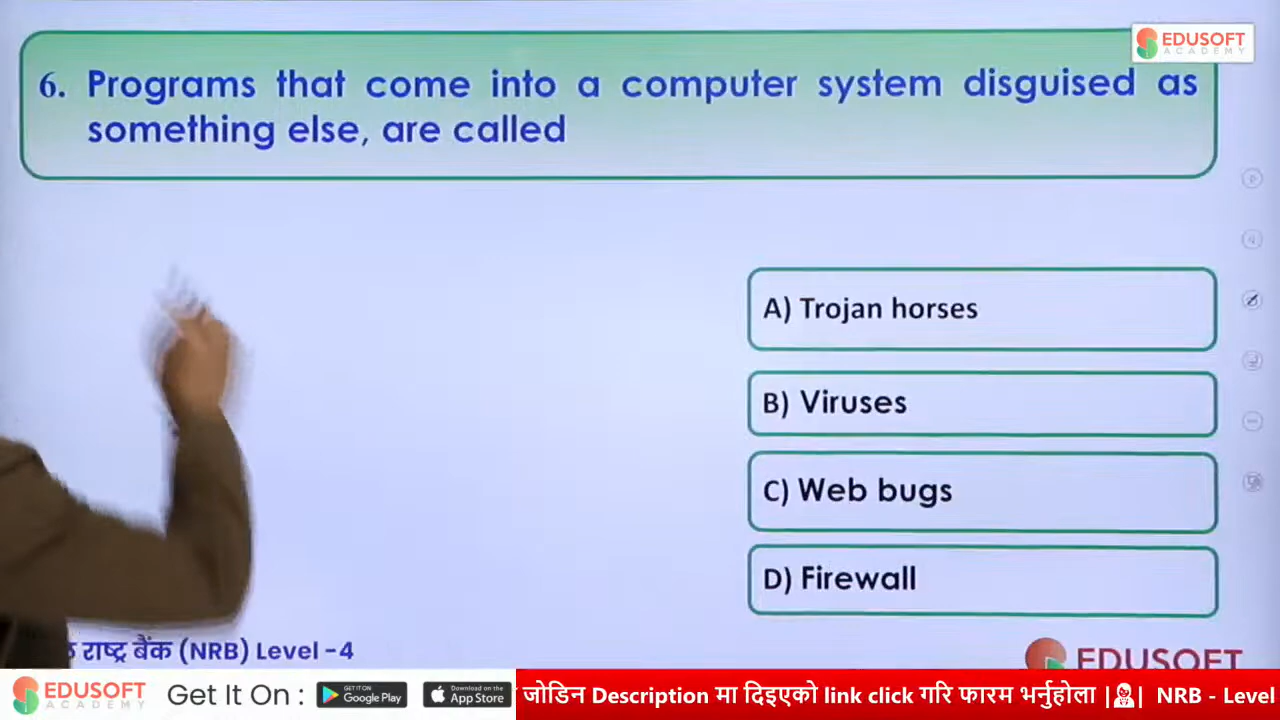 EDUSOFT
ACADEMY
6. Programs that come into a computer system disguised as
something else, are called
A) Trojan horses
B) Viruses
C) Web bugs
D) Firewall
राष्ट्र बैंक (NRB) Level -4
EDUSOFT
EDUSOFT
ACADEMY
Get It On :
GET IT ON
Google Play
Download on the
App Store
जोडिन Description मा दिइएको link click गरि फारम भर्नुहोला | | NRB - Level